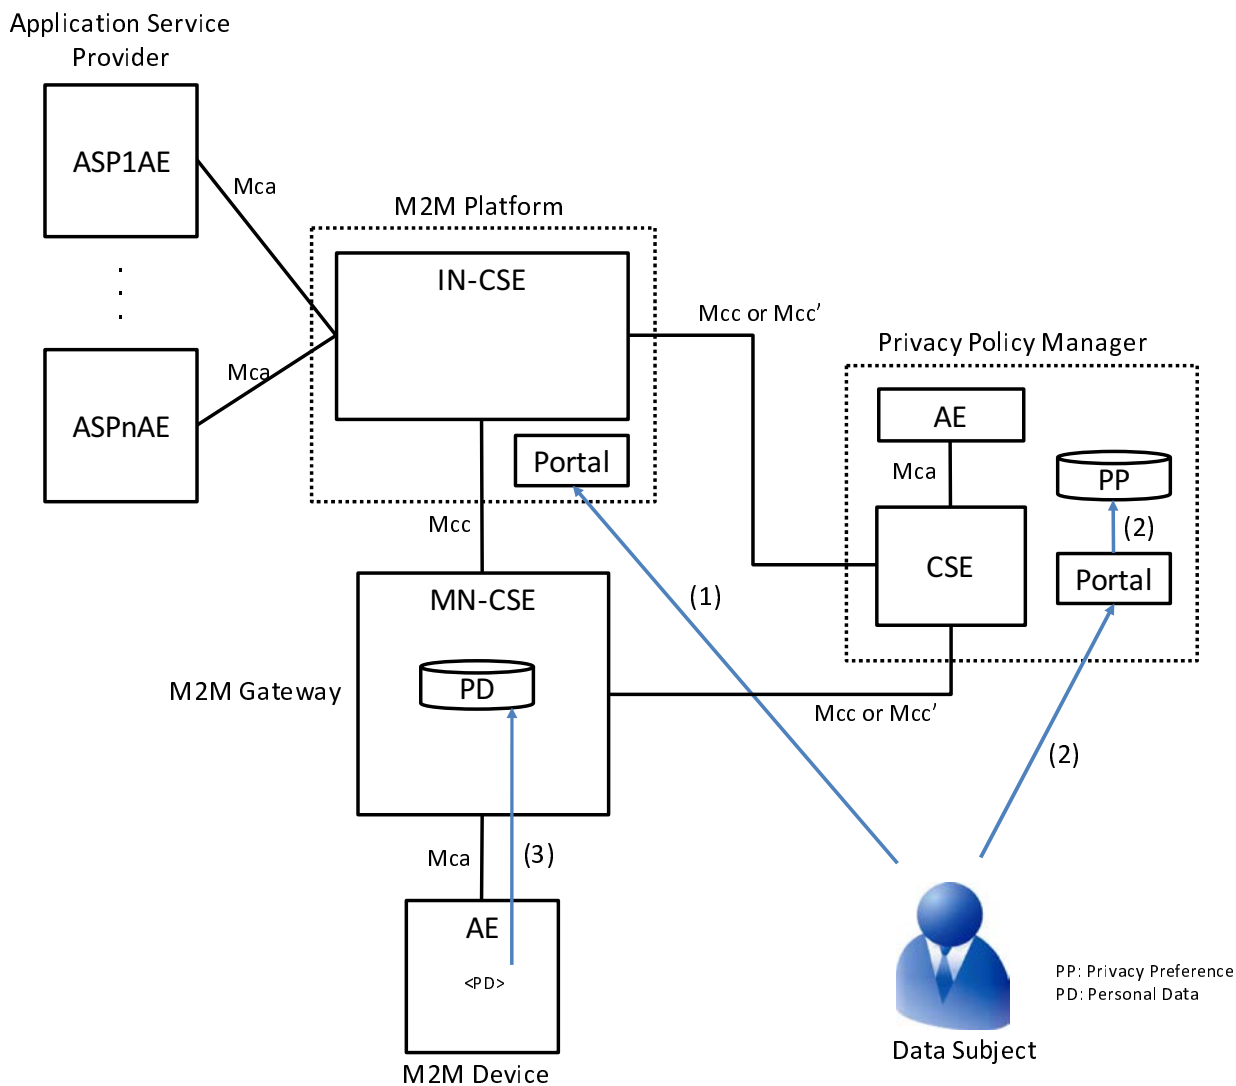 Application Service
Provider
ASP1AE
Mca
M2M Platform
IN-CSE
.
.
.
Mcc or Mcc’
Privacy Policy Manager
Mca
ASPnAE
AE
Portal
Mca
PP
Mcc
(2)
CSE
Portal
MN-CSE
(1)
PD
M2M Gateway
Mcc or Mcc’
(2)
Mca
(3)
AE
<PD>
PP: Privacy Preference
PD: Personal Data
Data Subject
M2M Device